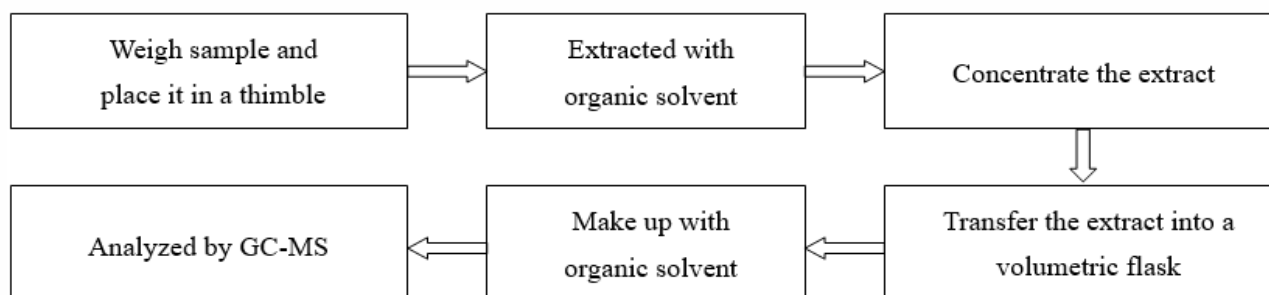 Weigh sample and
place it in a thimble
Extracted with
organic solvent
Concentrate the extract
Transfer the extract into a
volumetric flask
Make up with
organic solvent
Analyzed by GC-MS